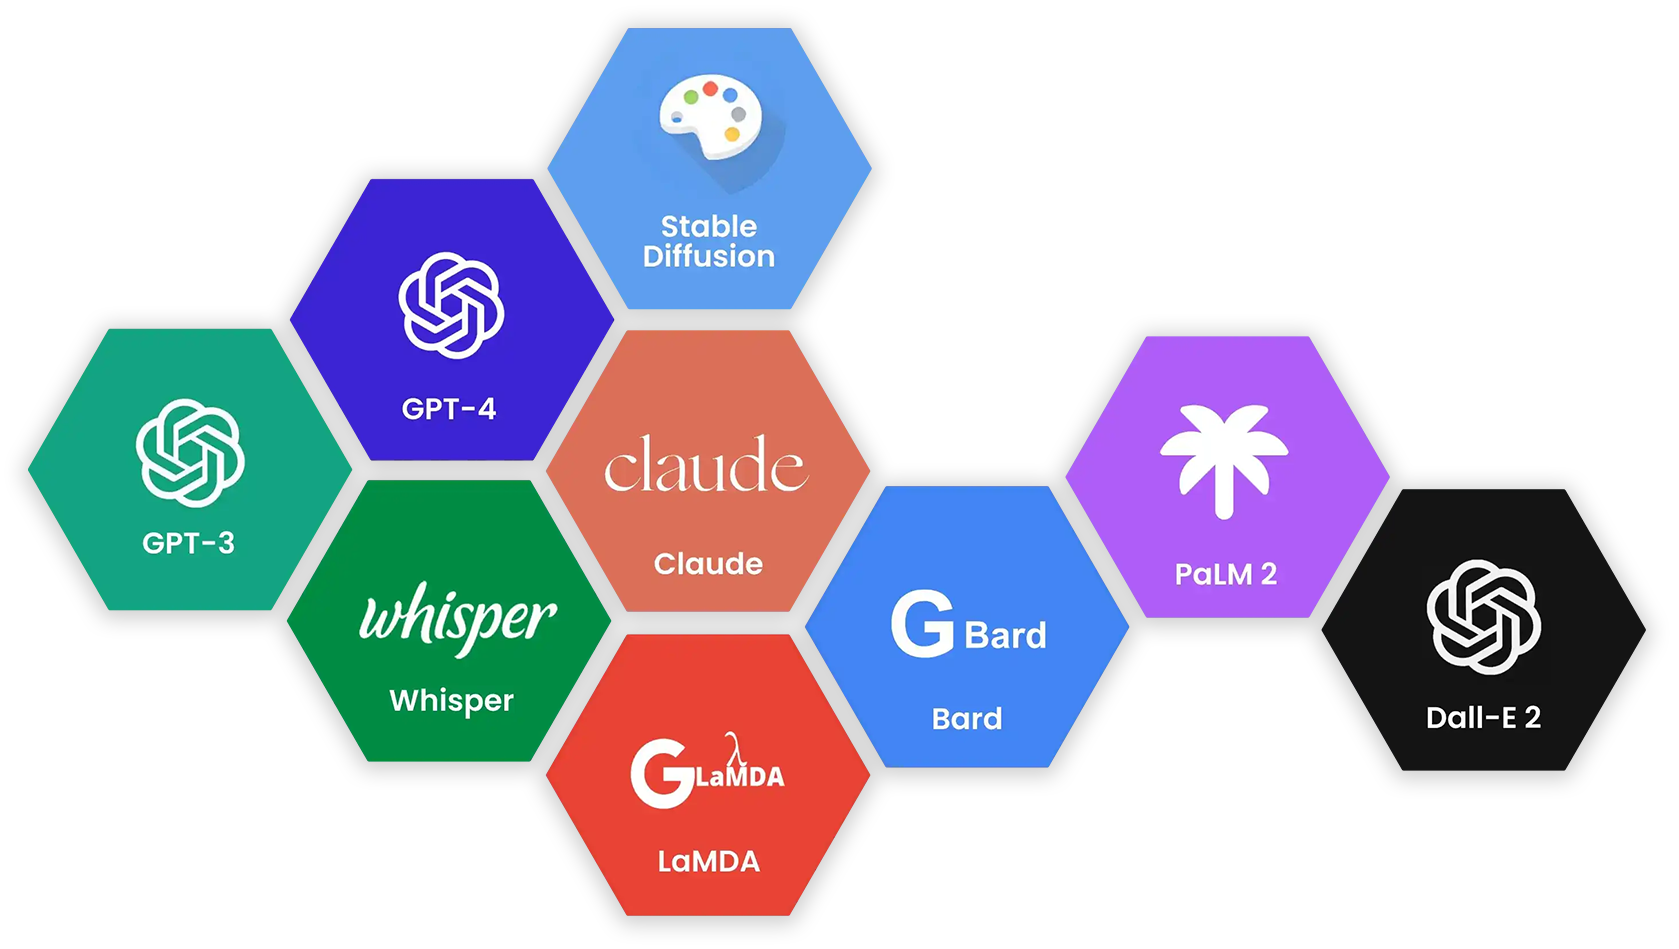 Stable
Diffusion
GPT-4
GPT-3
claude
Claude
whisper
Whisper
G Bard
Bard
PaLM 2
Dall-E 2
GLaMDA
λ
LaMDA